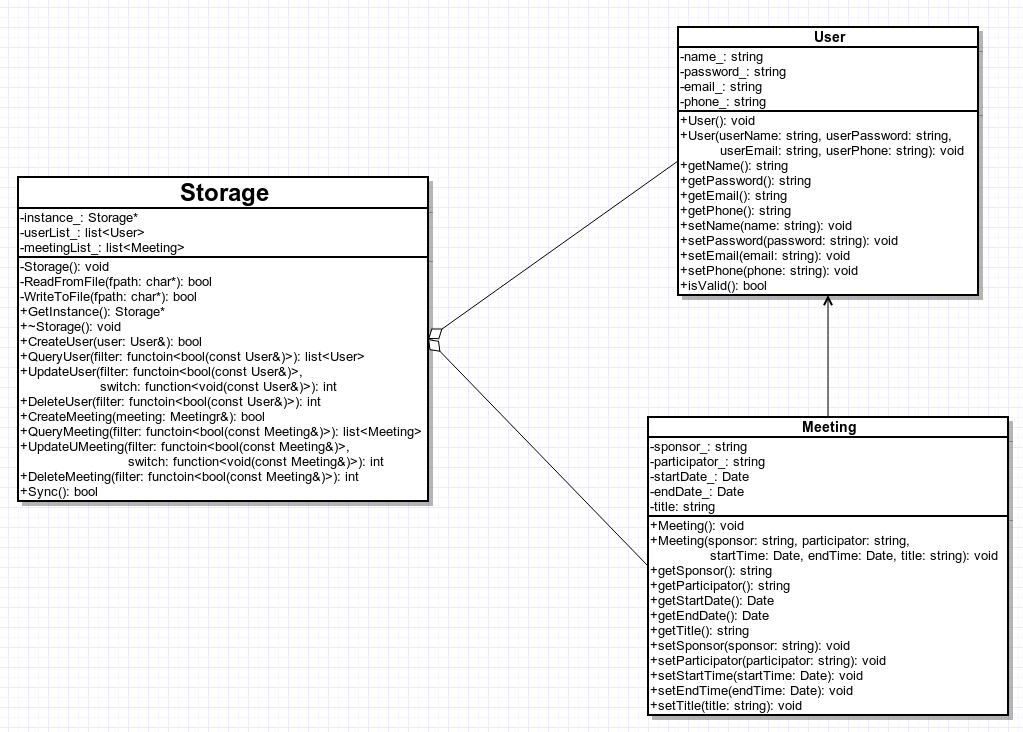 Storage
-instance_: Storage*
-userList_: list<User>
-meetingList_: list<Meeting>
-Storage(): void
-ReadFromFile(fpath: char*): bool
-WriteToFile(fpath: char*): bool
+GetInstance(): Storage*
+~Storage(): void
+CreateUser(user: User&): bool
+QueryUser(filter: functoin<bool(const User&)>): list<User>
+UpdateUser(filter: functoin<bool(const User&)>,
switch: function<void(const User&)>): int
+DeleteUser(filter: functoin<bool(const User&)>): int
+CreateMeeting(meeting: Meetingr&): bool
+QueryMeeting(filter: functoin<bool(const Meeting&)>): list<Meeting>
+UpdateUMeeting(filter: functoin<bool(const Meeting&)>,
switch: function<void(const Meeting&)>): int
+DeleteMeeting(filter: functoin<bool(const Meeting&)>): int
+Sync(): bool
User
-name_: string
-password_: string
-email_: string
-phone_: string
+User(): void
+User(userName: string, userPassword: string,
userEmail: string, userPhone: string): void
+getName(): string
+getPassword(): string
+getEmail(): string
+getPhone(): string
+setName(name: string): void
+setPassword(password: string): void
+setEmail(email: string): void
+setPhone(phone: string): void
+isValid(): bool
Meeting
-sponsor_: string
-participator_: string
-startDate_: Date
-endDate_: Date
-title: string
+Meeting(): void
+Meeting(sponsor: string, participator: string,
startTime: Date, endTime: Date, title: string): void
+getSponsor(): string
+getParticipator(): string
+getStartDate(): Date
+getEndDate(): Date
+getTitle(): string
+setSponsor(sponsor: string): void
+setParticipator(participator: string): void
+setStartTime(startTime: Date): void
+setEndTime(endTime: Date): void
+setTitle(title: string): void